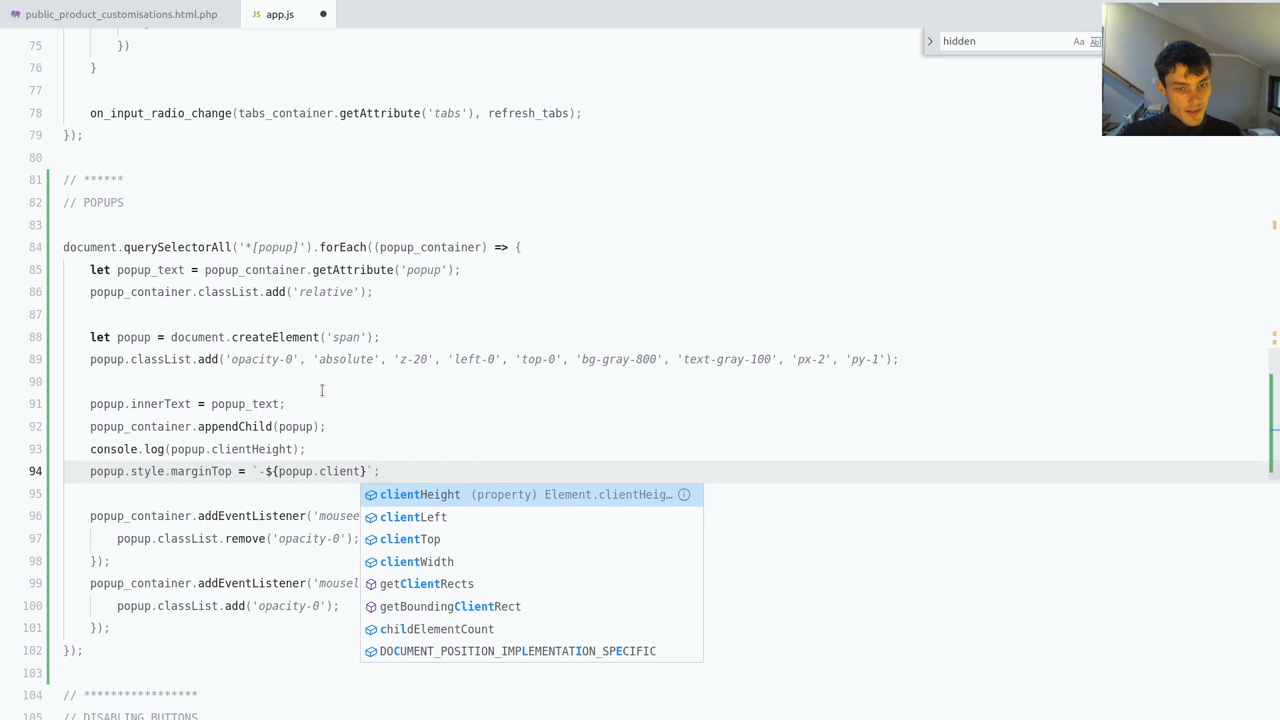 public_product_customisations.html.php
JS app.js
hidden
Aa Abl
75 })
76 }
77
78 on_input_radio_change(tabs_container.getAttribute('tabs'), refresh_tabs);
79 });
80
81 // ******
82 // POPUPS
83
84 document.querySelectorAll('*[popup]').forEach((popup_container) => {
85 let popup_text = popup_container.getAttribute('popup');
86 popup_container.classList.add('relative');
87
88 let popup = document.createElement('span');
89 popup.classList.add('opacity-0', 'absolute', 'z-20', 'left-0', 'top-0', 'bg-gray-800', 'text-gray-100', 'px-2', 'py-1');
90
91 popup.innerText = popup_text;
92 popup_container.appendChild(popup);
93 console.log(popup.clientHeight);
94 popup.style.marginTop = `-${popup.client}`;
clientHeight (property) Element.clientHeig…
95
clientLeft
96 popup_container.addEventListener('mousee
clientTop
97 popup.classList.remove('opacity-0');
clientWidth
98 });
getClientRects
99 popup_container.addEventListener('mousel
getBoundingClientRect
100 popup.classList.add('opacity-0');
childElementCount
101 });
DOCUMENT_POSITION_IMPLEMENTATION_SPECIFIC
102 });
103
104 // *****************
105 // DISABLING BUTTONS